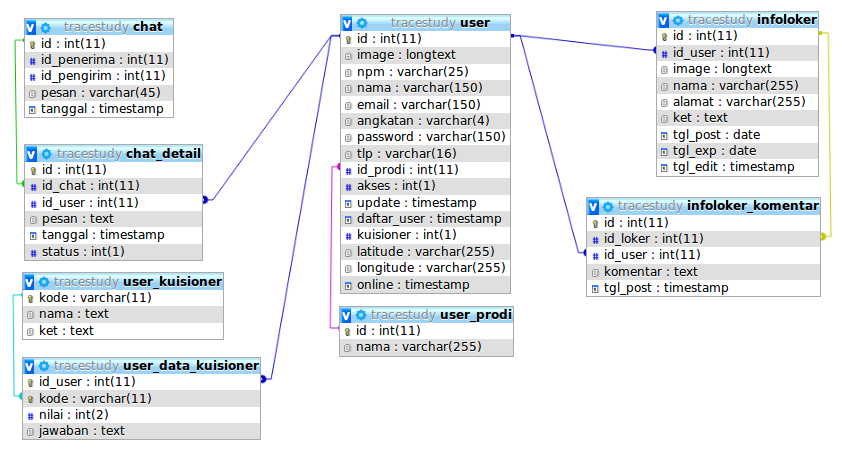 tracestudy chat
id : int(11)
id_penerima : int(11)
id_pengirim : int(11)
pesan : varchar(45)
tanggal : timestamp
tracestudy chat_detail
id : int(11)
id_chat : int(11)
id_user : int(11)
pesan : text
tanggal : timestamp
status : int(1)
tracestudy user_kuisioner
kode : varchar(11)
nama : text
ket : text
tracestudy user_data_kuisioner
id_user : int(11)
kode : varchar(11)
nilai : int(2)
jawaban : text
tracestudy user
id : int(11)
image : longtext
npm : varchar(25)
nama : varchar(150)
email : varchar(150)
angkatan : varchar(4)
password : varchar(150)
tlp : varchar(16)
id_prodi : int(11)
akses : int(1)
update : timestamp
daftar_user : timestamp
kuisioner : int(1)
latitude : varchar(255)
longitude : varchar(255)
online : timestamp
tracestudy user_prodi
id : int(11)
nama : varchar(255)
tracestudy infoloker
id : int(11)
id_user : int(11)
image : longtext
nama : varchar(255)
alamat : varchar(255)
ket : text
tgl_post : date
tgl_exp : date
tgl_edit : timestamp
tracestudy infoloker_komentar
id : int(11)
id_loker : int(11)
id_user : int(11)
komentar : text
tgl_post : timestamp